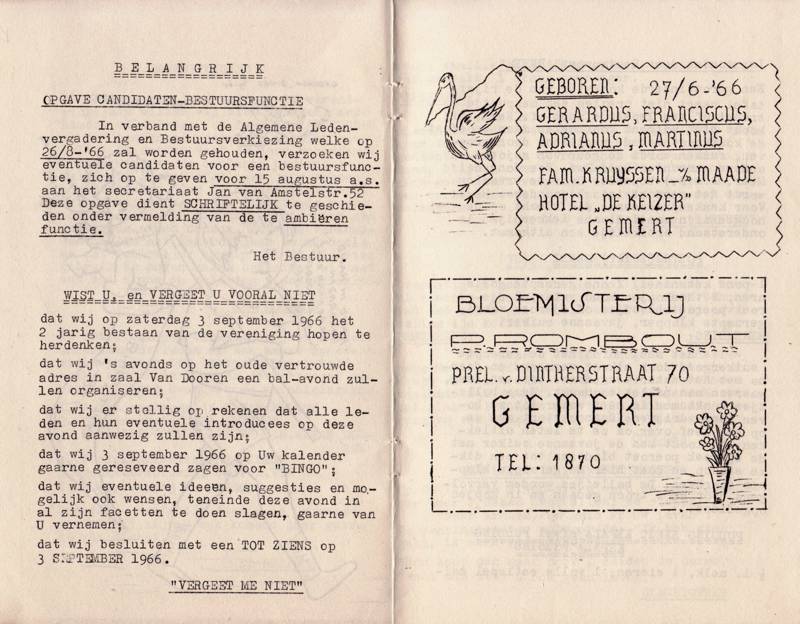 BELANGRIJK
OPGAVE CANDIDATEN-BESTUURSFUNCTIE
In verband met de Algemene Leden-
vergadering en Bestuursverkiezing welke op
26/8-'66 zal worden gehouden, verzoeken wij
eventuele candidaten voor een bestuursfunc-
tie, zich op te geven voor 15 augustus a.s.
aan het secretariaat Jan van Amstelstr.52
Deze opgave dient SCHRIFTELIJK te geschie-
den onder vermelding van de te ambiëren
functie.
Het Bestuur.
WIST U, en VERGEET U VOORAL NIET
dat wij op zaterdag 3 september 1966 het
2 jarig bestaan van de vereniging hopen te
herdenken;
dat wij 's avonds op het oude vertrouwde
adres in zaal Van Dooren een bal-avond zul-
len organiseren;
dat wij er stellig op rekenen dat alle le-
den en hun eventuele introducees op deze
avond aanwezig zullen zijn;
dat wij 3 september 1966 op Uw kalender
gaarne gereseveerd zagen voor "BINGO";
dat wij eventuele ideeën, suggesties en mo-
gelijk ook wensen, teneinde deze avond in
al zijn facetten te doen slagen, gaarne van
U vernemen;
dat wij besluiten met een TOT ZIENS op
3 SEPTEMBER 1966.
"VERGEET ME NIET"
GEBOREN: 27/6-'66
GERARDUS, FRANCISCUS,
ADRIANUS, MARTINUS
FAM. KRUYSSEN - v/d MAADE
HOTEL „DE KEIZER"
GEMERT
BLOEMISTERIJ
P. ROMBOUT
PREL. v. DINTHERSTRAAT 70
GEMERT
TEL: 1870